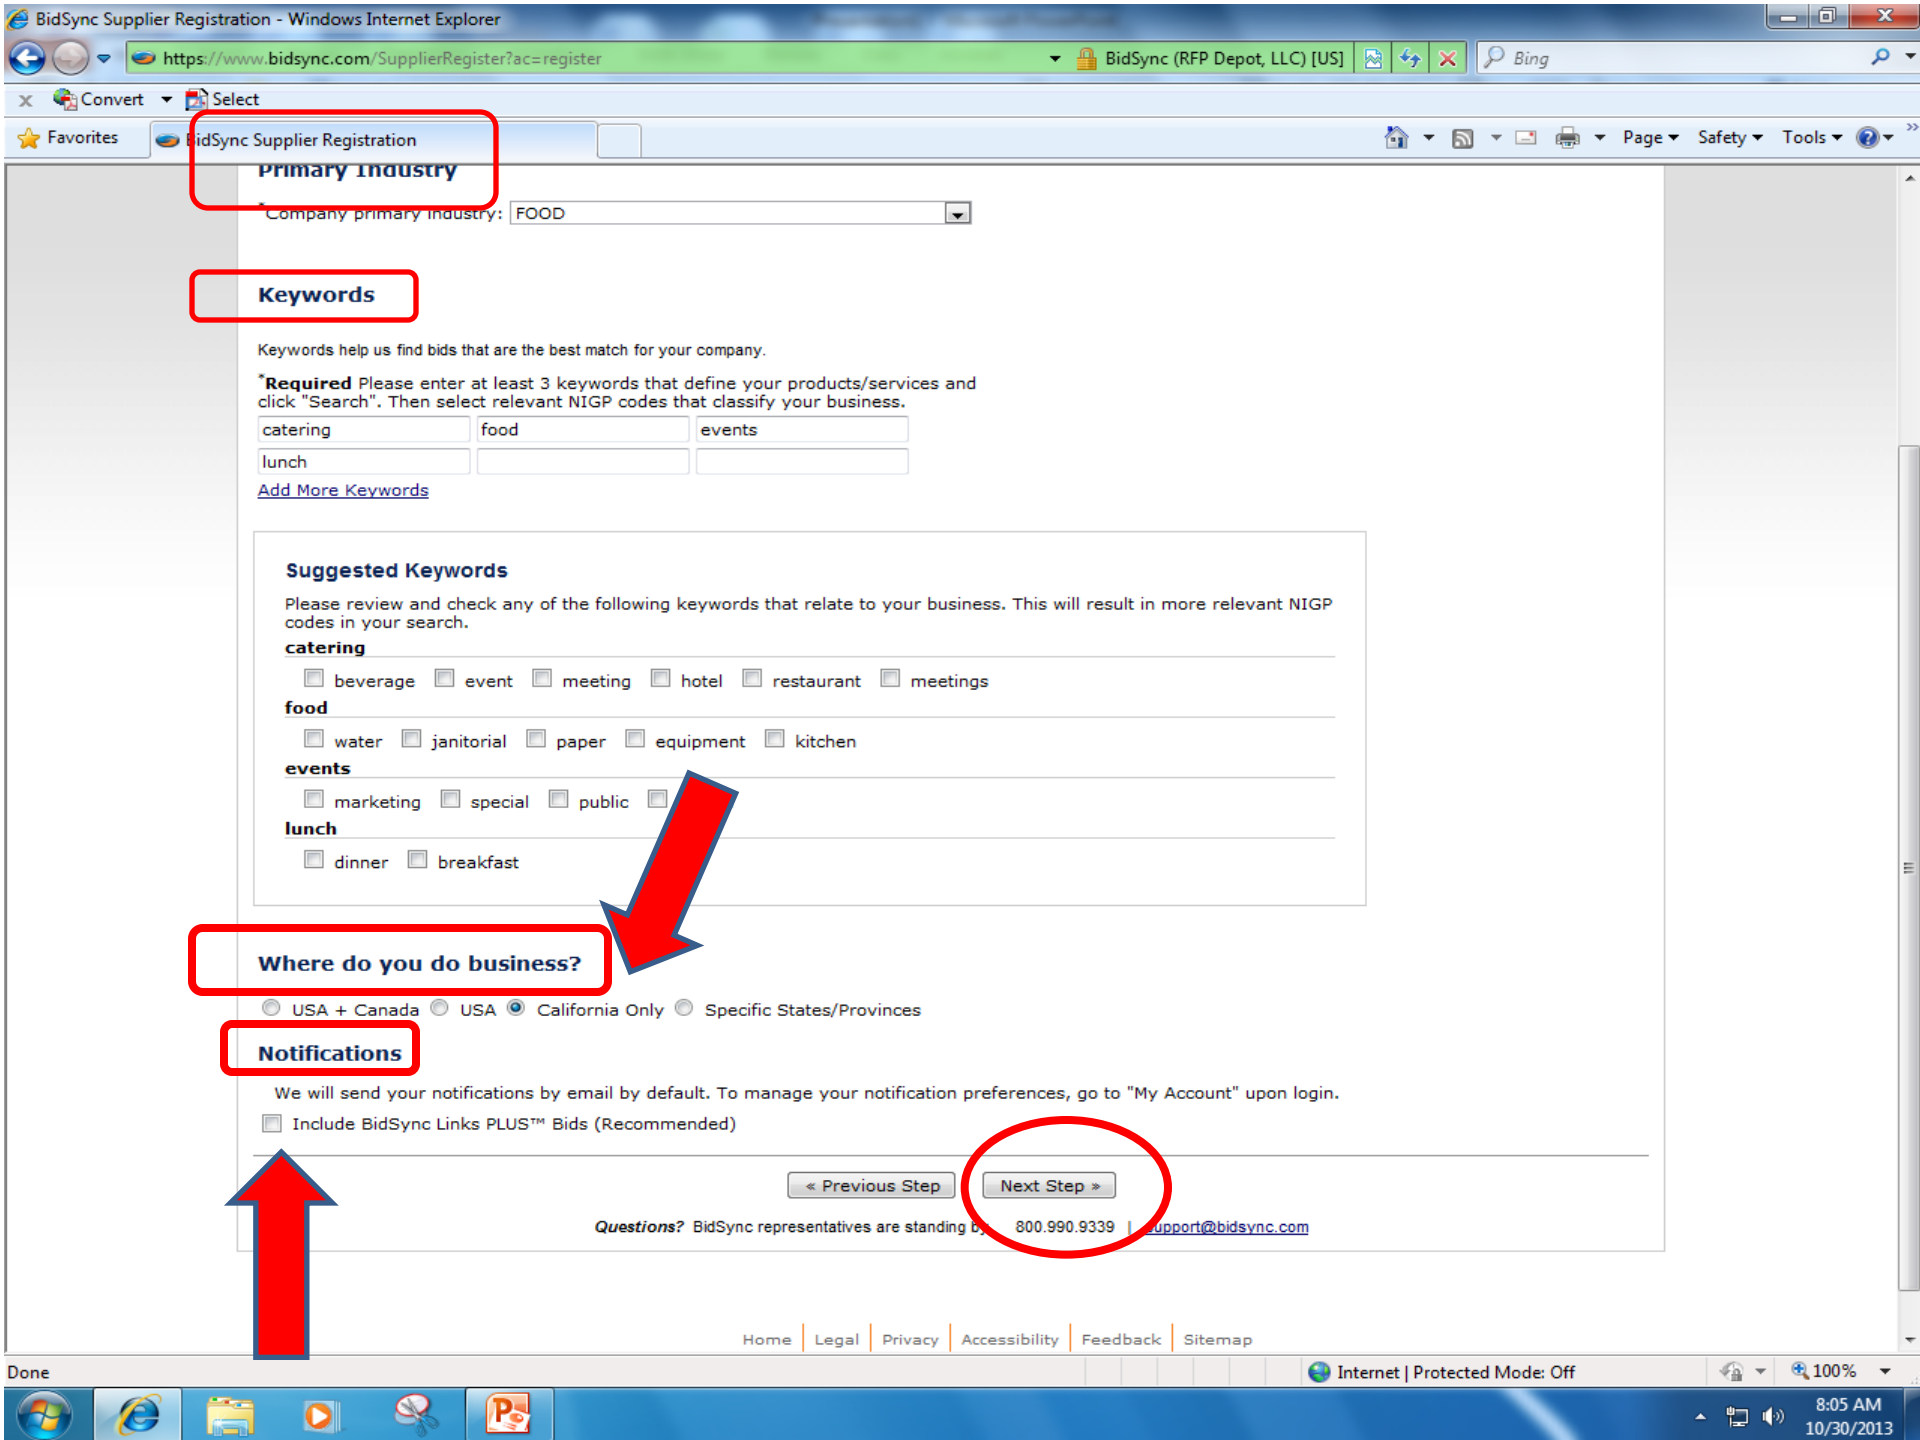 BidSync Supplier Registration - Windows Internet Explorer
https://www.bidsync.com/SupplierRegister?ac=register
BidSync (RFP Depot, LLC) [US]
Bing
x Convert Select
Favorites
BidSync Supplier Registration
Page Safety Tools
Primary Industry
*Company primary industry: FOOD
Keywords
Keywords help us find bids that are the best match for your company.
*Required Please enter at least 3 keywords that define your products/services and
click "Search". Then select relevant NIGP codes that classify your business.
catering food events
lunch
Add More Keywords
Suggested Keywords
Please review and check any of the following keywords that relate to your business. This will result in more relevant NIGP
codes in your search.
catering
beverage event meeting hotel restaurant meetings
food
water janitorial paper equipment kitchen
events
marketing special public
lunch
dinner breakfast
Where do you do business?
USA + Canada USA California Only Specific States/Provinces
Notifications
We will send your notifications by email by default. To manage your notification preferences, go to "My Account" upon login.
Include BidSync Links PLUS™ Bids (Recommended)
« Previous Step Next Step »
Questions? BidSync representatives are standing by 800.990.9339 | support@bidsync.com
Home Legal Privacy Accessibility Feedback Sitemap
Done
Internet | Protected Mode: Off
100%
8:05 AM
10/30/2013